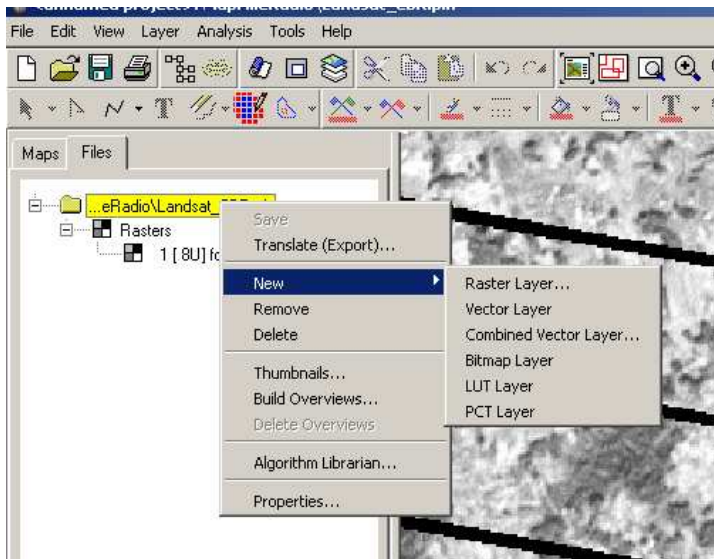 File Edit View Layer Analysis Tools Help
Maps Files
...eRadio\Landsat_
Rasters
1 [ 8U]
Save
Translate (Export)...
New
Remove
Delete
Thumbnails...
Build Overviews...
Delete Overviews
Algorithm Librarian...
Properties...
Raster Layer...
Vector Layer
Combined Vector Layer...
Bitmap Layer
LUT Layer
PCT Layer